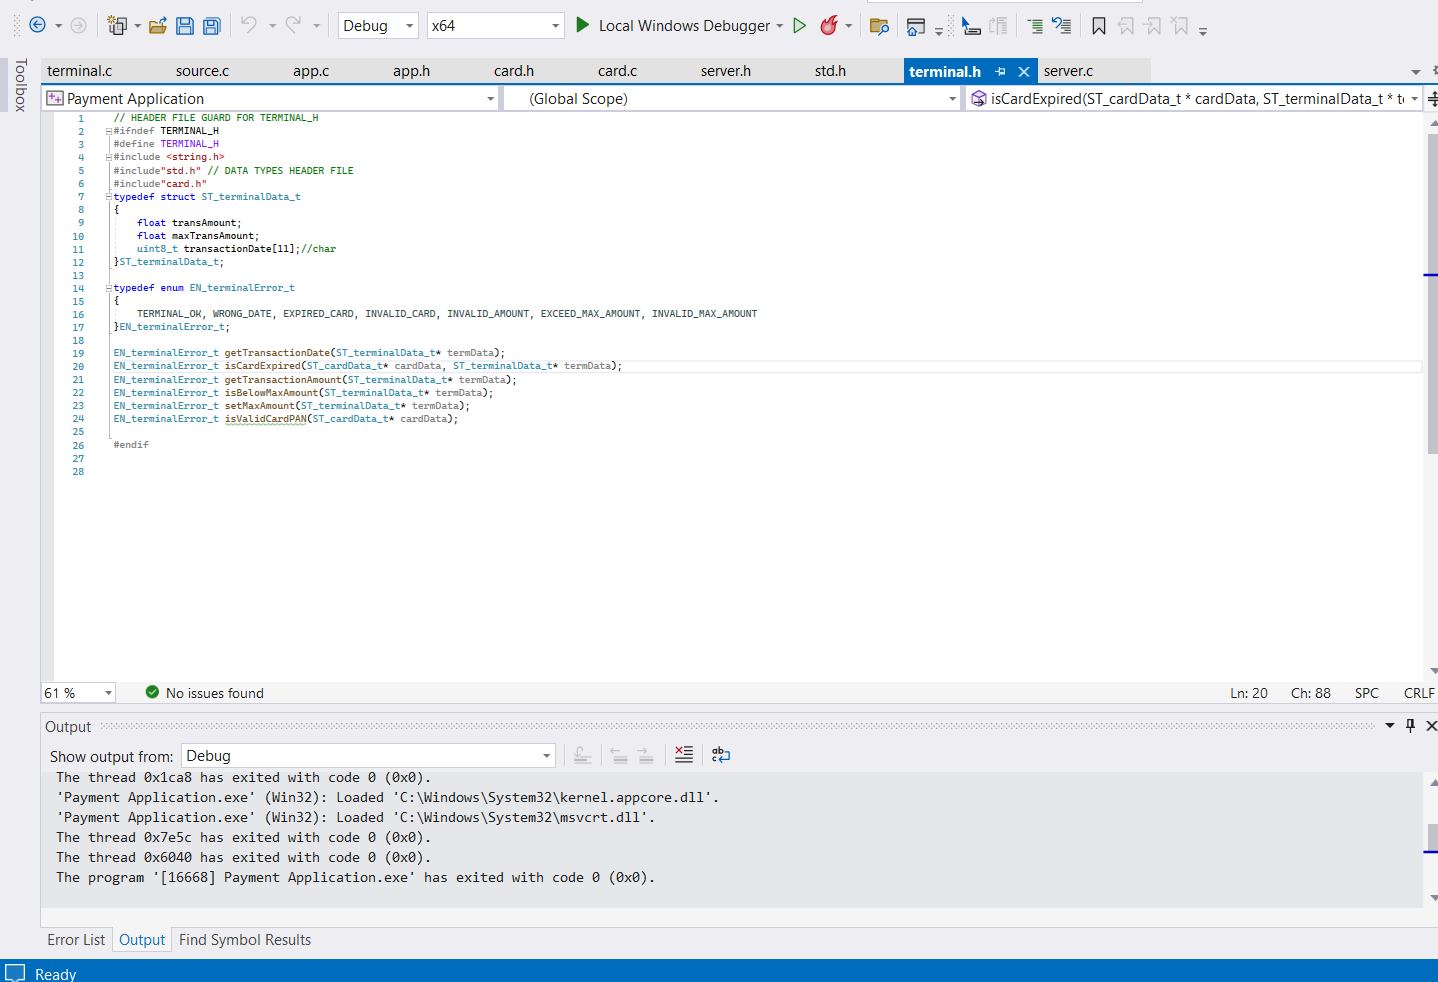 Debug
x64
Local Windows Debugger
Toolbox
terminal.c source.c app.c app.h card.h card.c server.h std.h terminal.h server.c
Payment Application (Global Scope) isCardExpired(ST_cardData_t * cardData, ST_terminalData_t * t
1 // HEADER FILE GUARD FOR TERMINAL_H
2 #ifndef TERMINAL_H
3 #define TERMINAL_H
4 #include <string.h>
5 #include"std.h" // DATA TYPES HEADER FILE
6 #include"card.h"
7 typedef struct ST_terminalData_t
8 {
9 float transAmount;
10 float maxTransAmount;
11 uint8_t transactionDate[11];//char
12 }ST_terminalData_t;
13
14 typedef enum EN_terminalError_t
15 {
16 TERMINAL_OK, WRONG_DATE, EXPIRED_CARD, INVALID_CARD, INVALID_AMOUNT, EXCEED_MAX_AMOUNT, INVALID_MAX_AMOUNT
17 }EN_terminalError_t;
18
19 EN_terminalError_t getTransactionDate(ST_terminalData_t* termData);
20 EN_terminalError_t isCardExpired(ST_cardData_t* cardData, ST_terminalData_t* termData);
21 EN_terminalError_t getTransactionAmount(ST_terminalData_t* termData);
22 EN_terminalError_t isBelowMaxAmount(ST_terminalData_t* termData);
23 EN_terminalError_t setMaxAmount(ST_terminalData_t* termData);
24 EN_terminalError_t isValidCardPAN(ST_cardData_t* cardData);
25
26 #endif
27
28
61 % No issues found Ln: 20 Ch: 88 SPC CRLF
Output
Show output from: Debug
The thread 0x1ca8 has exited with code 0 (0x0).
'Payment Application.exe' (Win32): Loaded 'C:\Windows\System32\kernel.appcore.dll'.
'Payment Application.exe' (Win32): Loaded 'C:\Windows\System32\msvcrt.dll'.
The thread 0x7e5c has exited with code 0 (0x0).
The thread 0x6040 has exited with code 0 (0x0).
The program '[16668] Payment Application.exe' has exited with code 0 (0x0).
Error List Output Find Symbol Results
Ready